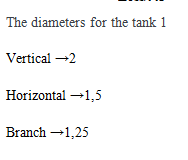 The diameters for the tank 1
Vertical →2
Horizontal →1,5
Branch →1,25